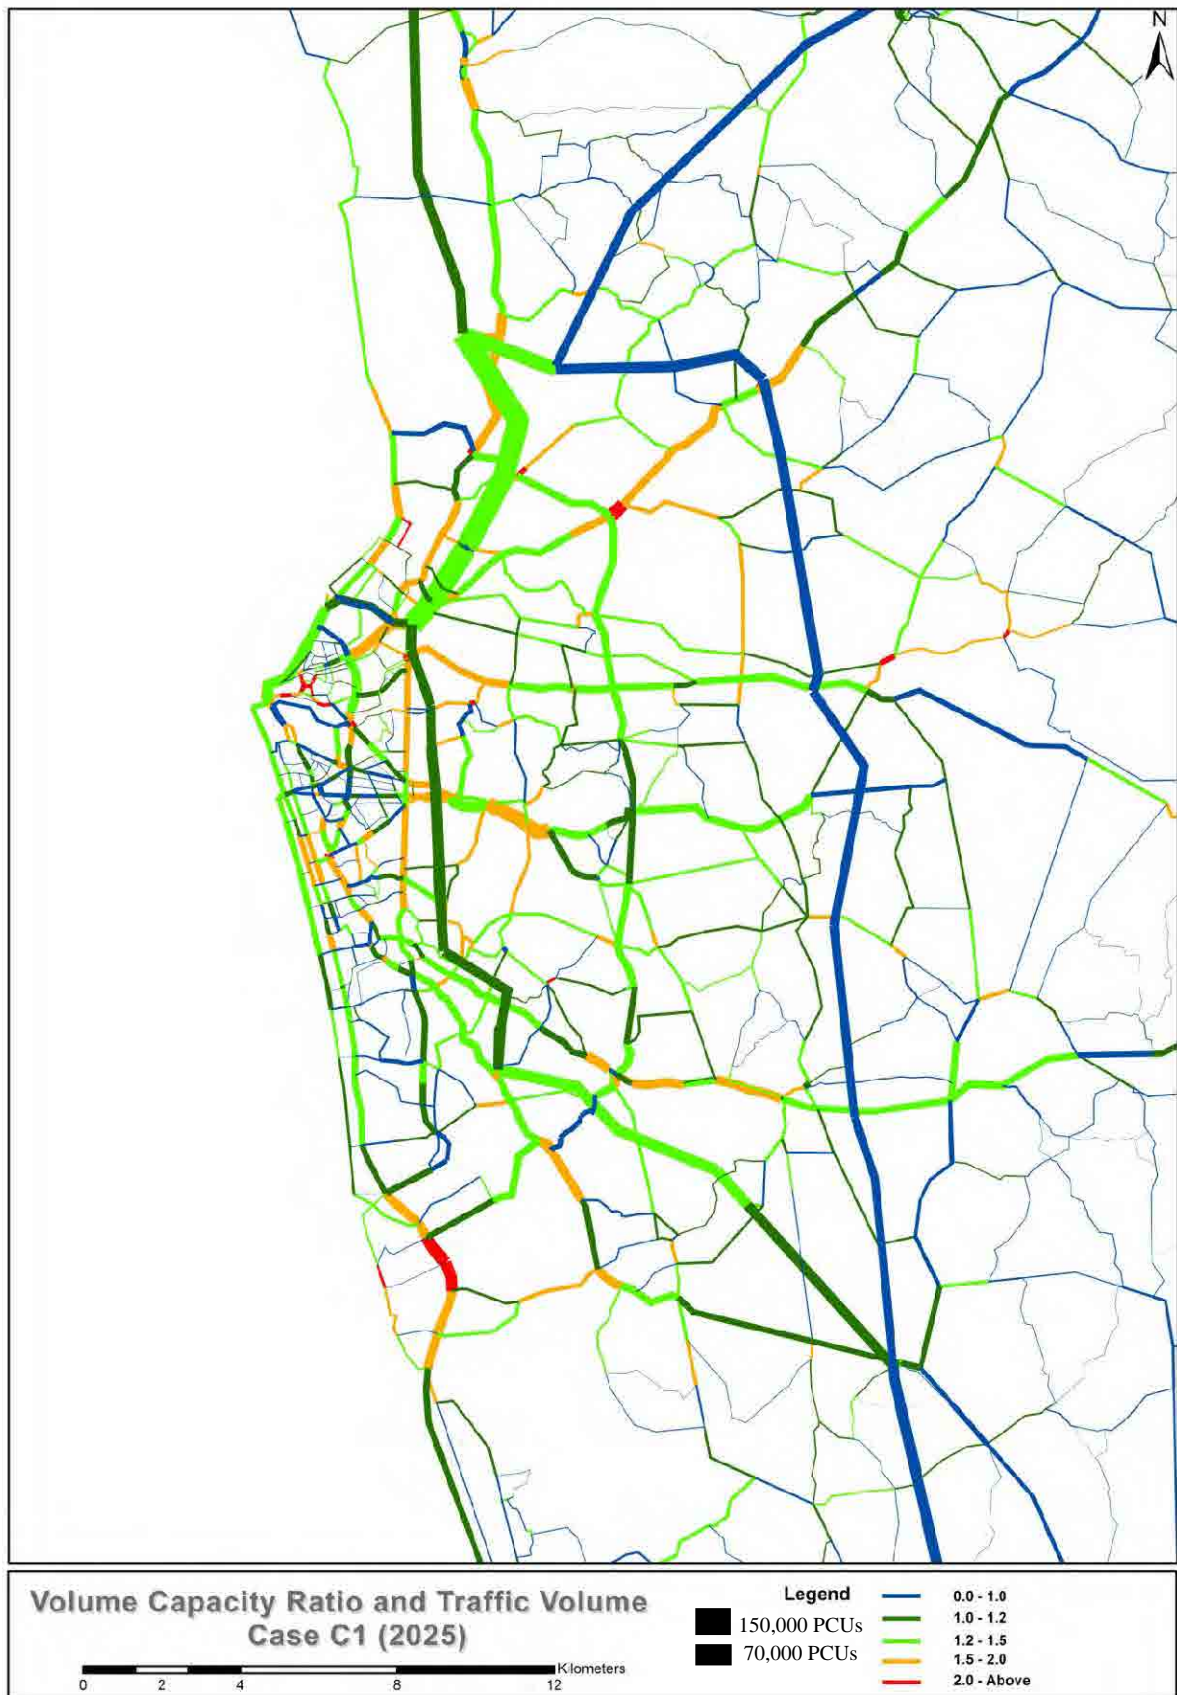 N
Volume Capacity Ratio and Traffic Volume
Case C1 (2025)
Kilometers
0 2 4 8 12
Legend
150,000 PCUs
70,000 PCUs
0.0 - 1.0
1.0 - 1.2
1.2 - 1.5
1.5 - 2.0
2.0 - Above